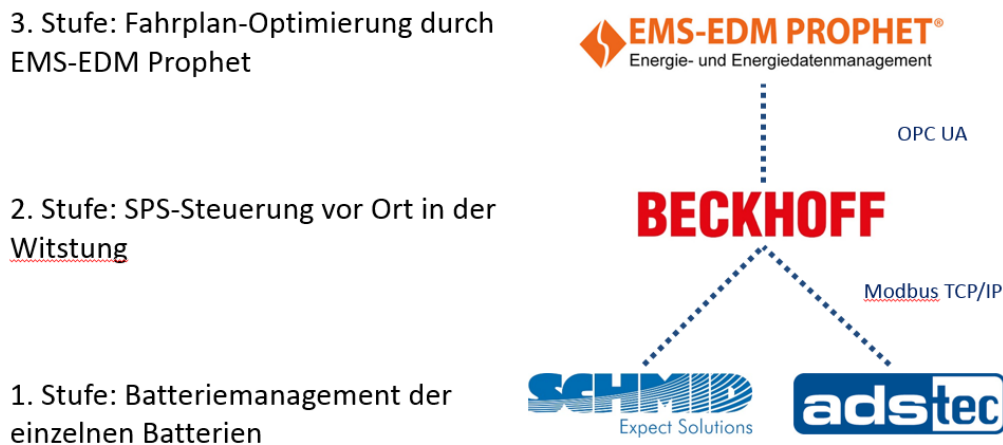 3. Stufe: Fahrplan-Optimierung durch
EMS-EDM Prophet
EMS-EDM PROPHET®
Energie- und Energiedatenmanagement
OPC UA
2. Stufe: SPS-Steuerung vor Ort in der
Witstung
BECKHOFF
Modbus TCP/IP
1. Stufe: Batteriemanagement der
einzelnen Batterien
SCHMID
Expect Solutions
adstec